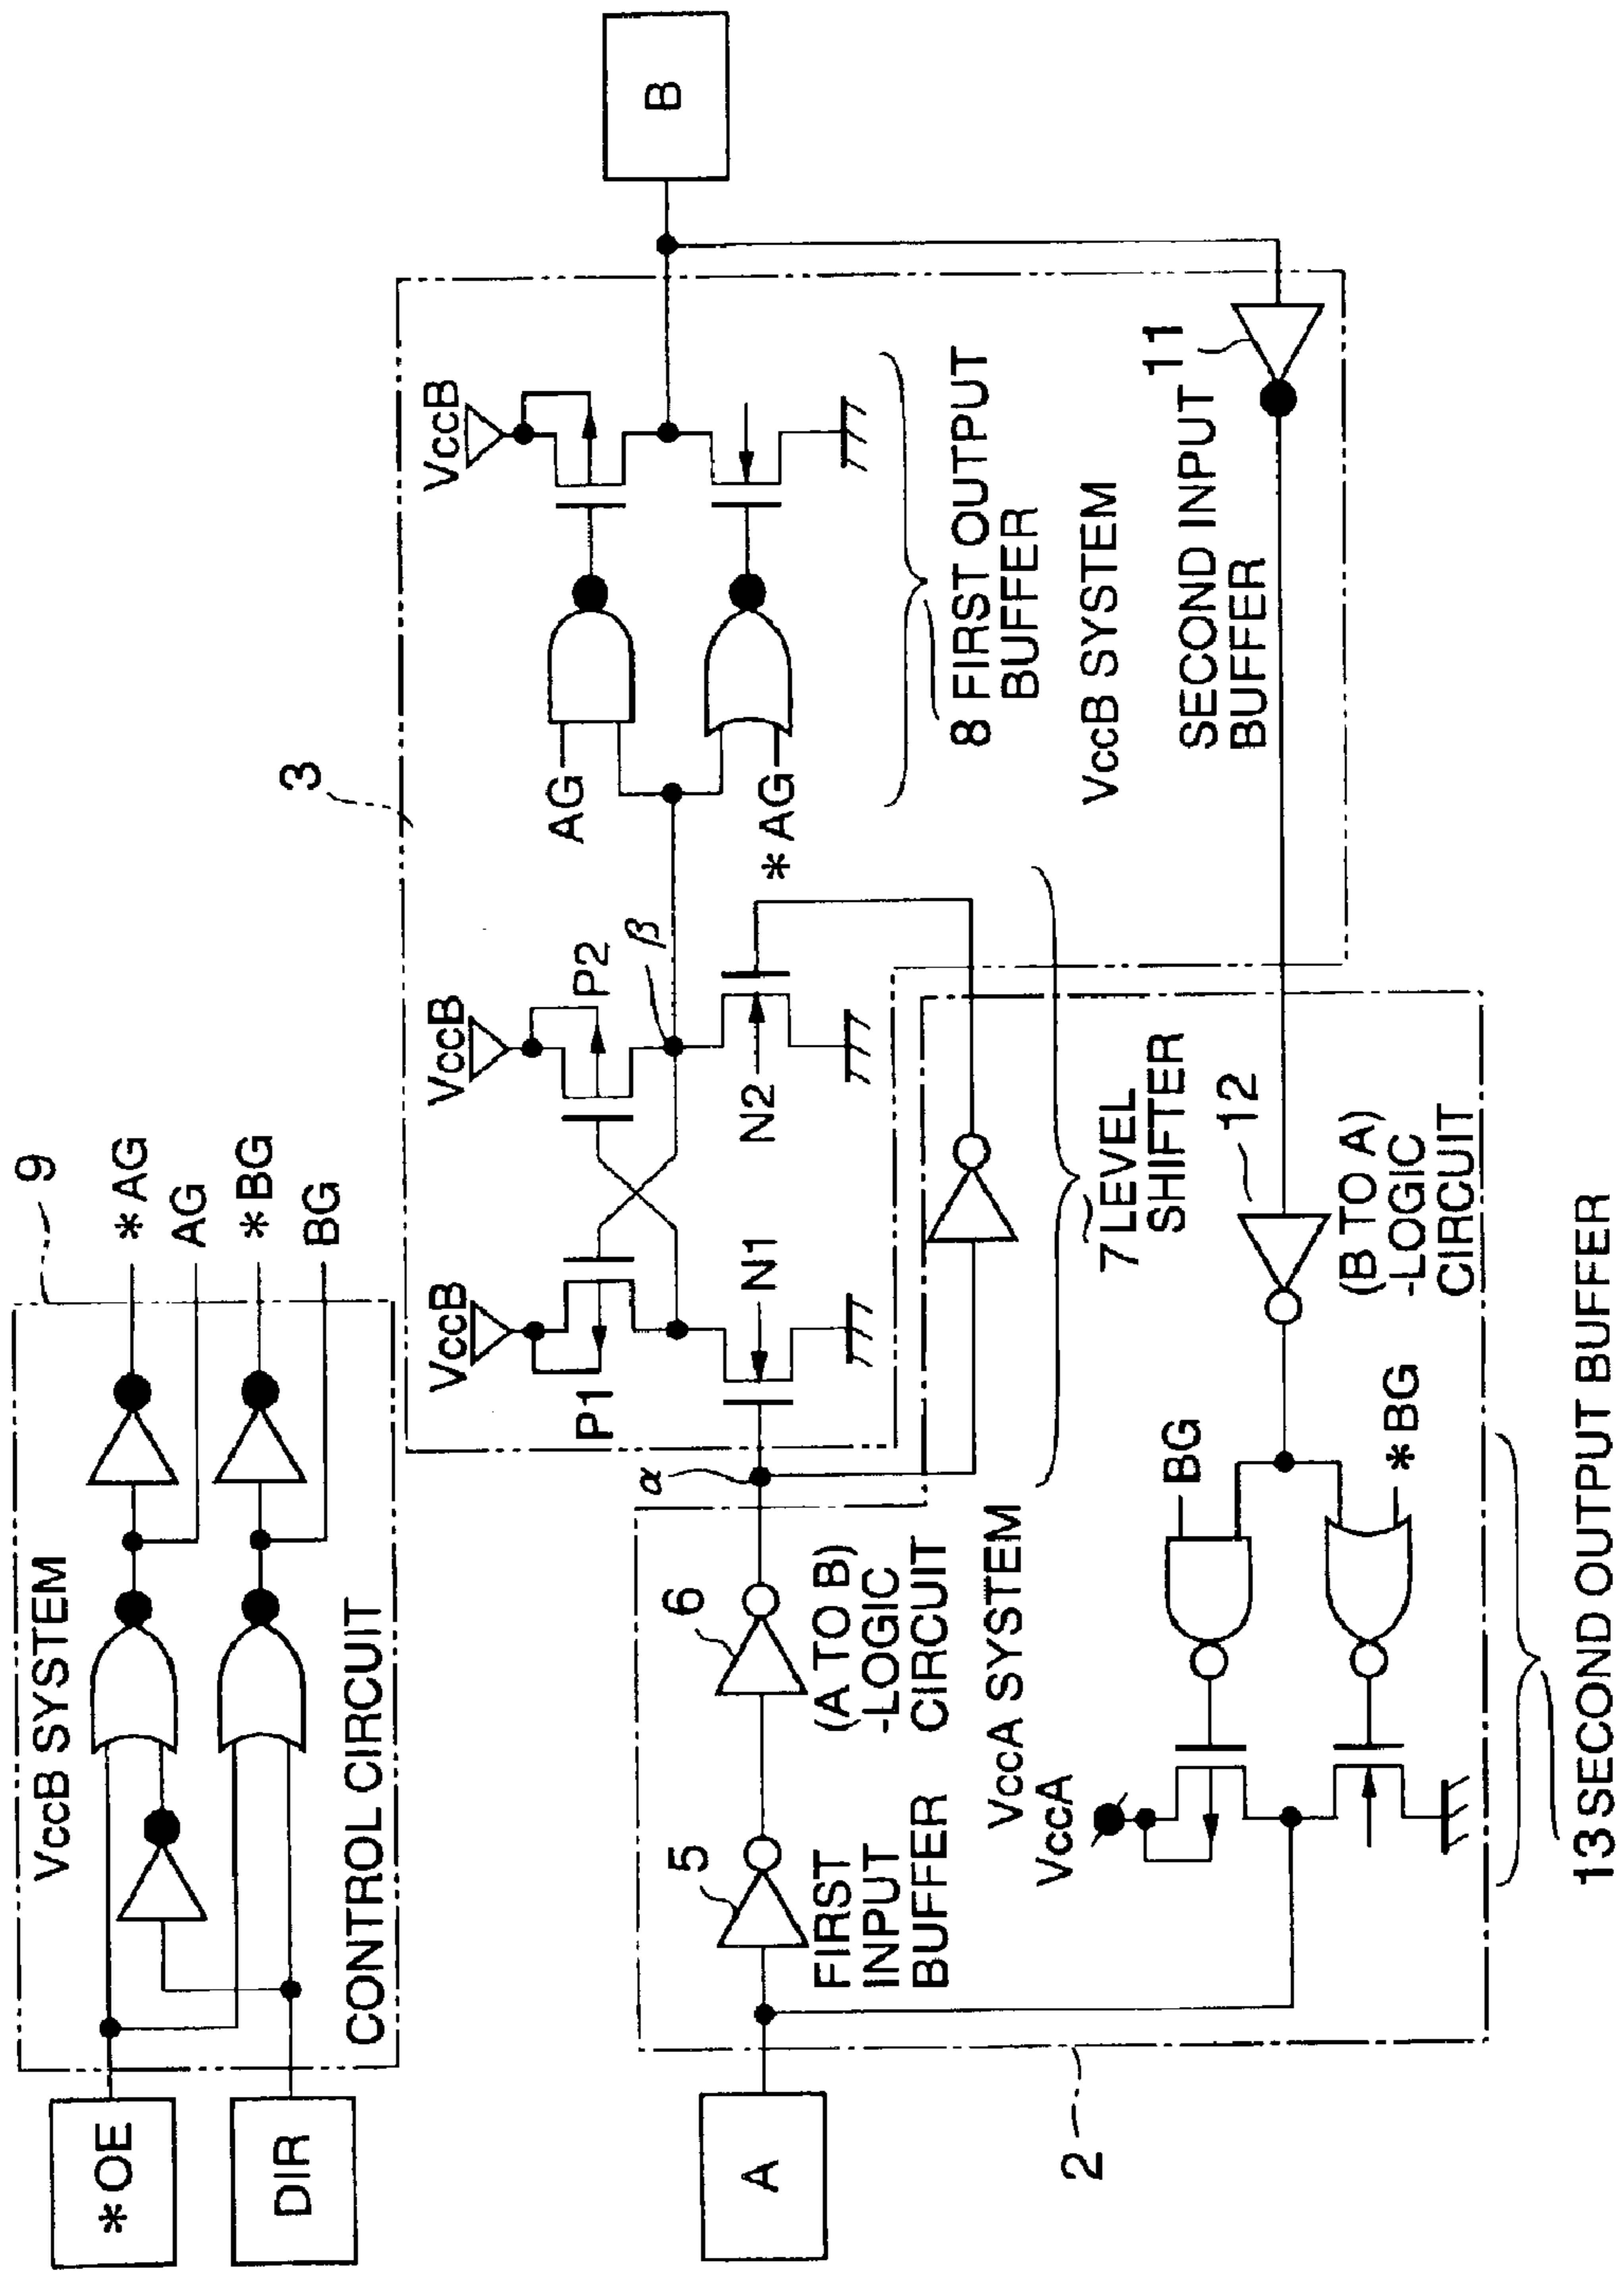 *OE
DIR
VccB SYSTEM
CONTROL CIRCUIT
9
*AG
AG
*BG
BG
3
VccB
P1
N1
VccB
P2
N2
β
α
AG
*AG
VccB
8 FIRST OUTPUT
BUFFER
VccB SYSTEM
B
A
2
5
FIRST
INPUT
BUFFER
6
(A TO B)
-LOGIC
CIRCUIT
VccA SYSTEM
7 LEVEL
SHIFTER
SECOND INPUT
BUFFER
11
12
(B TO A)
-LOGIC
CIRCUIT
VccA
BG
*BG
13 SECOND OUTPUT BUFFER